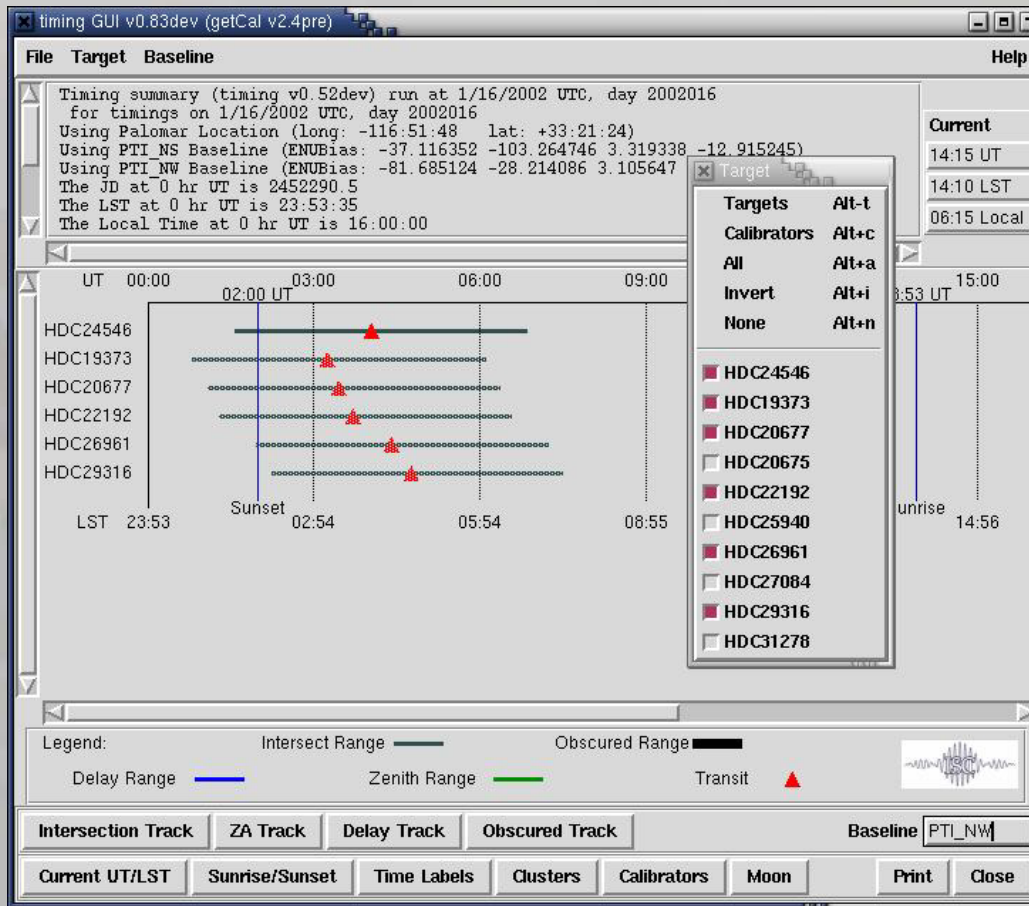 timing GUI v0.83dev (getCal v2.4pre)
File Target Baseline Help
Timing summary (timing v0.52dev) run at 1/16/2002 UTC, day 2002016
for timings on 1/16/2002 UTC, day 2002016
Using Palomar Location (long: -116:51:48 lat: +33:21:24)
Using PTI_NS Baseline (ENUBias: -37.116352 -103.264746 3.319338 -12.915245)
Using PTI_NW Baseline (ENUBias: -81.685124 -28.214086 3.105647
The JD at 0 hr UT is 2452290.5
The LST at 0 hr UT is 23:53:35
The Local Time at 0 hr UT is 16:00:00
Current
14:15 UT
14:10 LST
06:15 Local
Target
Targets Alt-t
Calibrators Alt+c
All Alt+a
Invert Alt+i
None Alt+n
HDC24546
HDC19373
HDC20677
HDC20675
HDC22192
HDC25940
HDC26961
HDC27084
HDC29316
HDC31278
UT 00:00 03:00 06:00 09:00 15:00
02:00 UT 3:53 UT
HDC24546
HDC19373
HDC20677
HDC22192
HDC26961
HDC29316
Sunset unrise
LST 23:53 02:54 05:54 08:55 14:56
Legend: Intersect Range Obscured Range
Delay Range Zenith Range Transit
ISC
Intersection Track ZA Track Delay Track Obscured Track Baseline PTI_NW
Current UT/LST Sunrise/Sunset Time Labels Clusters Calibrators Moon Print Close